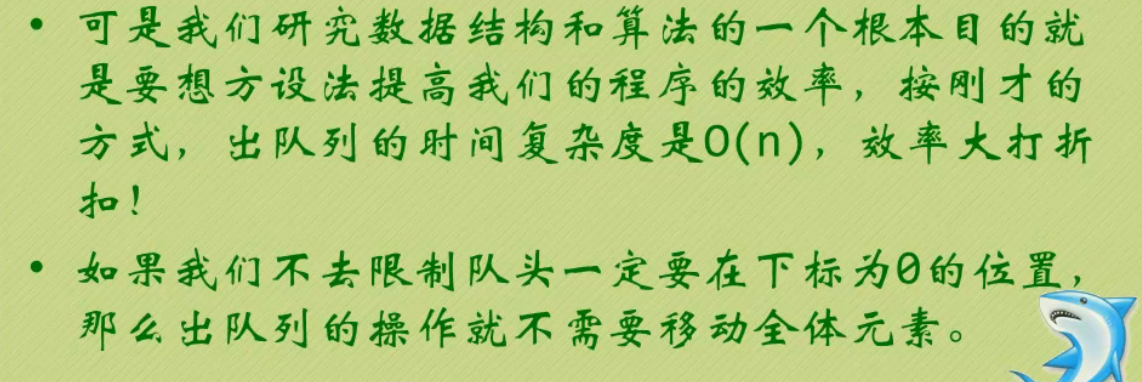 • 可是我们研究数据结构和算法的一个根本目的就
是要想方设法提高我们的程序的效率，按刚才的
方式，出队列的时间复杂度是O(n)，效率大打折
扣！
• 如果我们不去限制队头一定要在下标为0的位置，
那么出队列的操作就不需要移动全体元素。